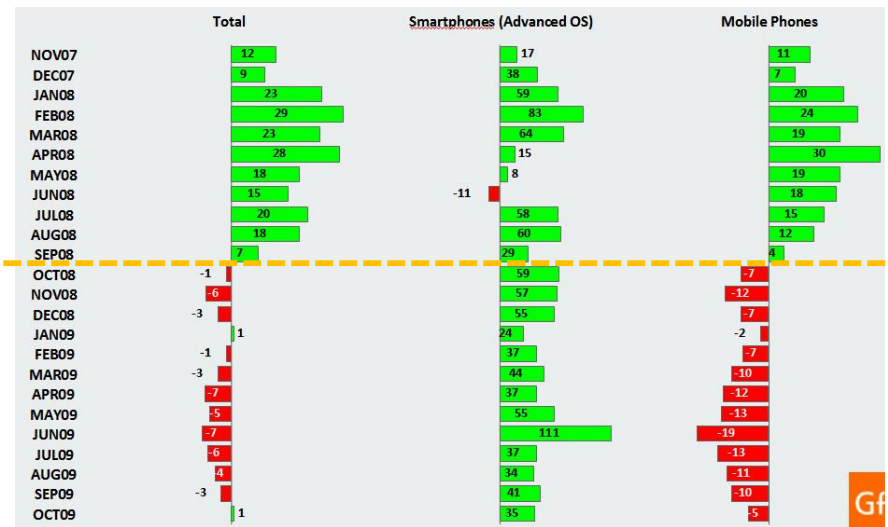 Total Smartphones (Advanced OS) Mobile Phones
NOV07 12 17 11
DEC07 9 38 7
JAN08 23 59 20
FEB08 29 83 24
MAR08 23 64 19
APR08 28 15 30
MAY08 18 8 19
JUN08 15 -11 18
JUL08 20 58 15
AUG08 18 60 12
SEP08 7 29 4
OCT08 -1 59 -7
NOV08 -6 57 -12
DEC08 -3 55 -7
JAN09 1 24 -2
FEB09 -1 37 -7
MAR09 -3 44 -10
APR09 -7 37 -12
MAY09 -5 55 -13
JUN09 -7 111 -19
JUL09 -6 37 -13
AUG09 -4 34 -11
SEP09 -3 41 -10
OCT09 1 35 -5
Gf